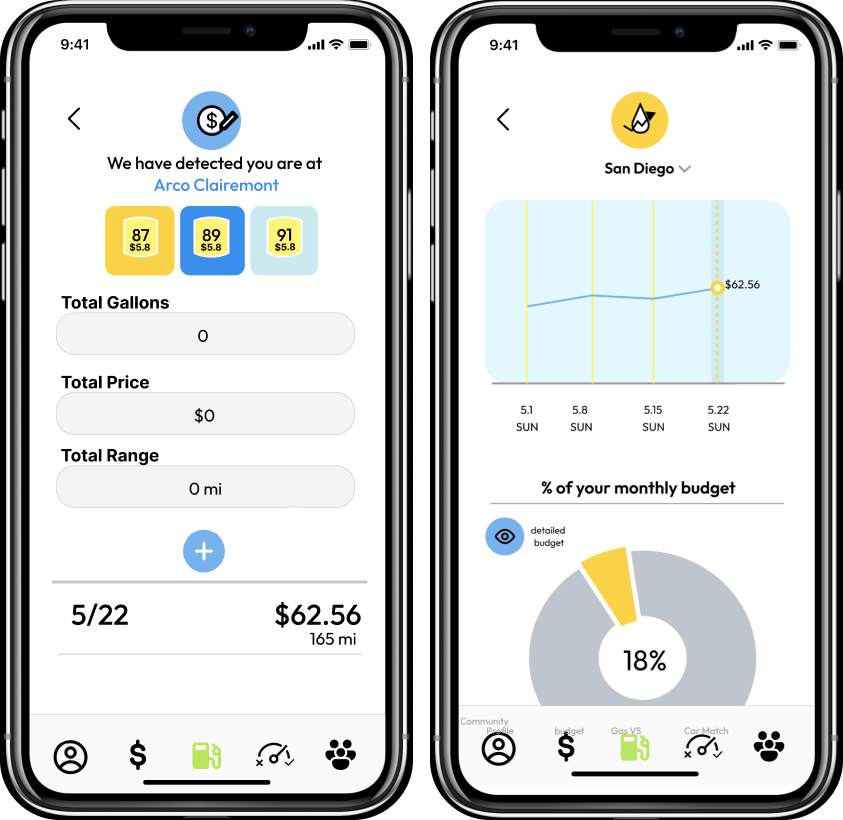 9:41
$
We have detected you are at
Arco Clairemont
87
$5.8
89
$5.8
91
$5.8
Total Gallons
0
Total Price
$0
Total Range
0 mi
+
5/22
$62.56
165 mi
$
9:41
San Diego
$62.56
5.1
SUN
5.8
SUN
5.15
SUN
5.22
SUN
% of your monthly budget
detailed
budget
18%
Community
Profile
budget
Gas VS
Car Match
$